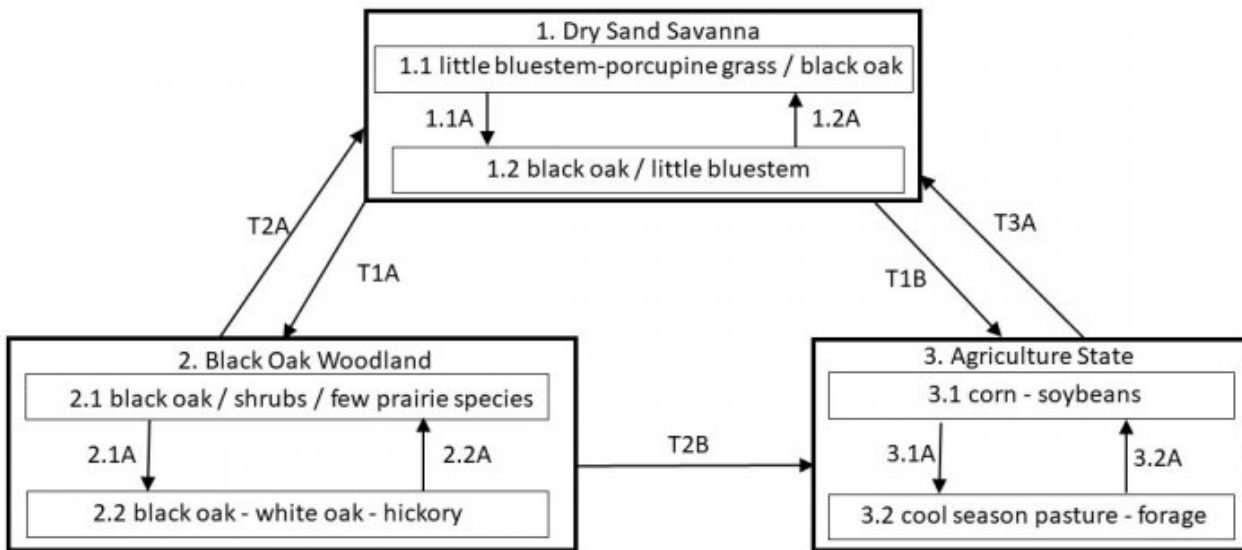 1. Dry Sand Savanna
1.1 little bluestem-porcupine grass / black oak
1.1A
1.2A
1.2 black oak / little bluestem
T2A
T1A
T1B
T3A
2. Black Oak Woodland
2.1 black oak / shrubs / few prairie species
2.1A
2.2A
2.2 black oak - white oak - hickory
T2B
3. Agriculture State
3.1 corn - soybeans
3.1A
3.2A
3.2 cool season pasture - forage